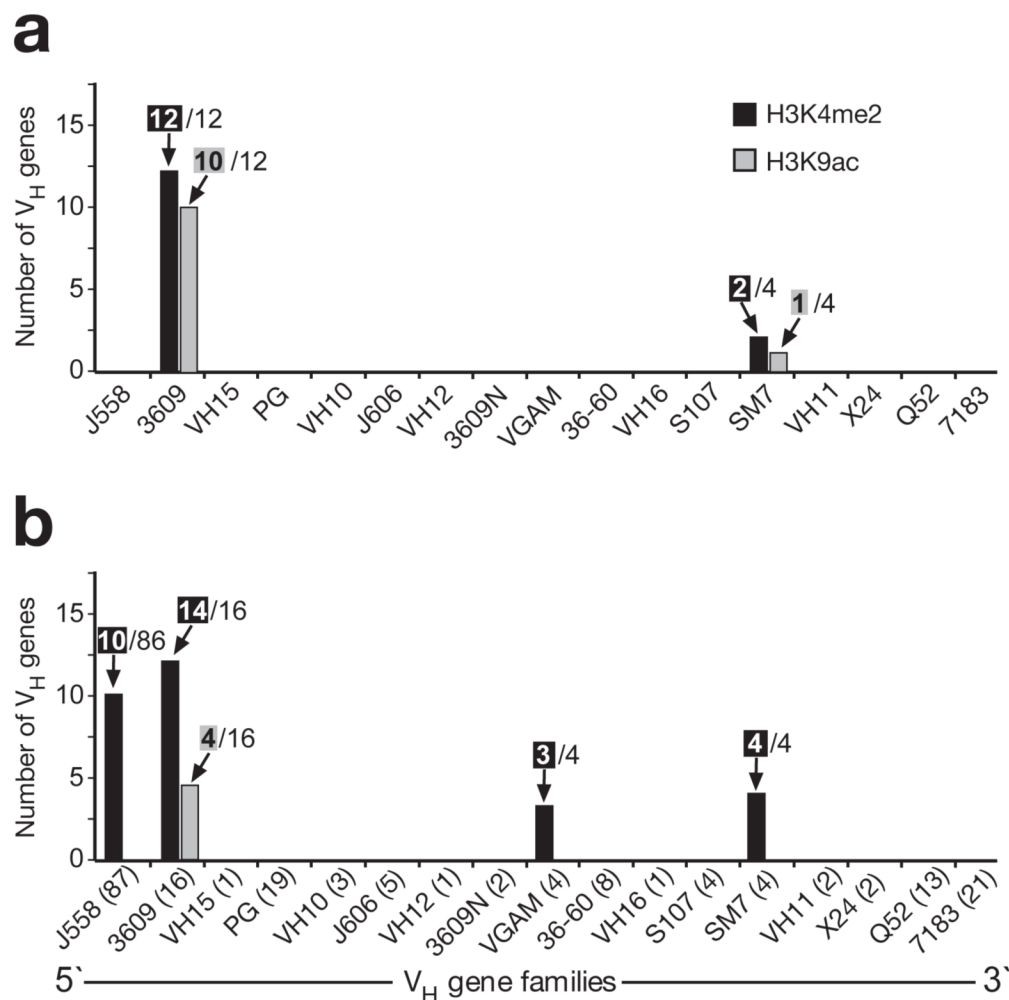 a
Number of VH genes
15
10
5
0
12 /12
10 /12
H3K4me2
H3K9ac
2 /4
1 /4
J558
3609
VH15
PG
VH10
J606
VH12
3609N
VGAM
36-60
VH16
S107
SM7
VH11
X24
Q52
7183
b
Number of VH genes
15
10
5
0
10/86
14/16
4/16
3/4
4/4
J558 (87)
3609 (16)
VH15 (1)
PG (19)
VH10 (3)
J606 (5)
VH12 (1)
3609N (2)
VGAM (4)
36-60 (8)
VH16 (1)
S107 (4)
SM7 (4)
VH11 (2)
X24 (2)
Q52 (13)
7183 (21)
5` VH gene families 3`